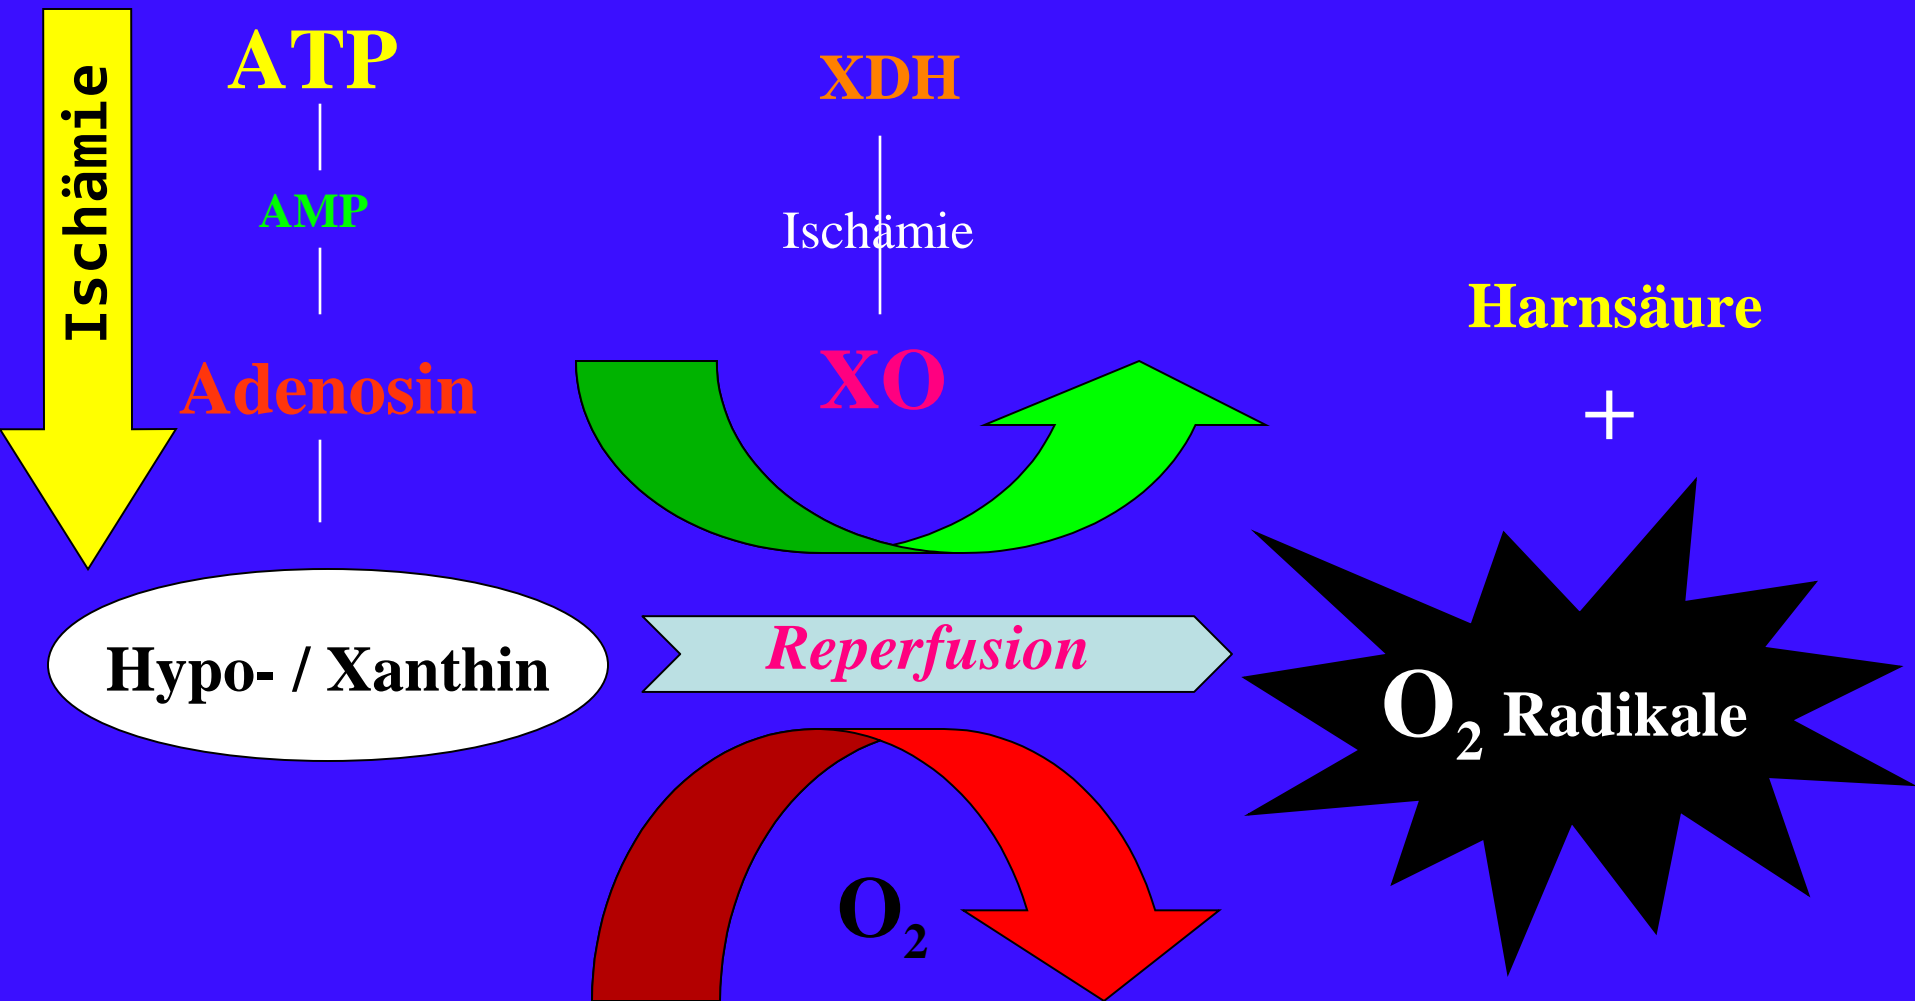 Ischämie
ATP
AMP
Adenosin
Hypo- / Xanthin
XDH
Ischämie
XO
Reperfusion
O₂
Harnsäure
+
O₂ Radikale